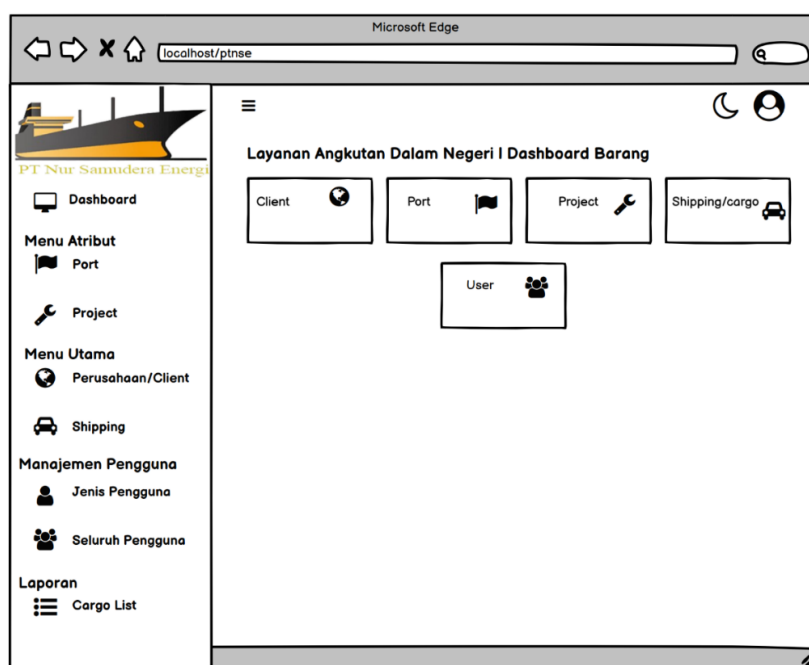 Microsoft Edge
localhost/ptnse
PT Nur Samudera Energi
Dashboard
Menu Atribut
Port
Project
Menu Utama
Perusahaan/Client
Shipping
Manajemen Pengguna
Jenis Pengguna
Seluruh Pengguna
Laporan
Cargo List
Layanan Angkutan Dalam Negeri | Dashboard Barang
Client
Port
Project
Shipping/cargo
User